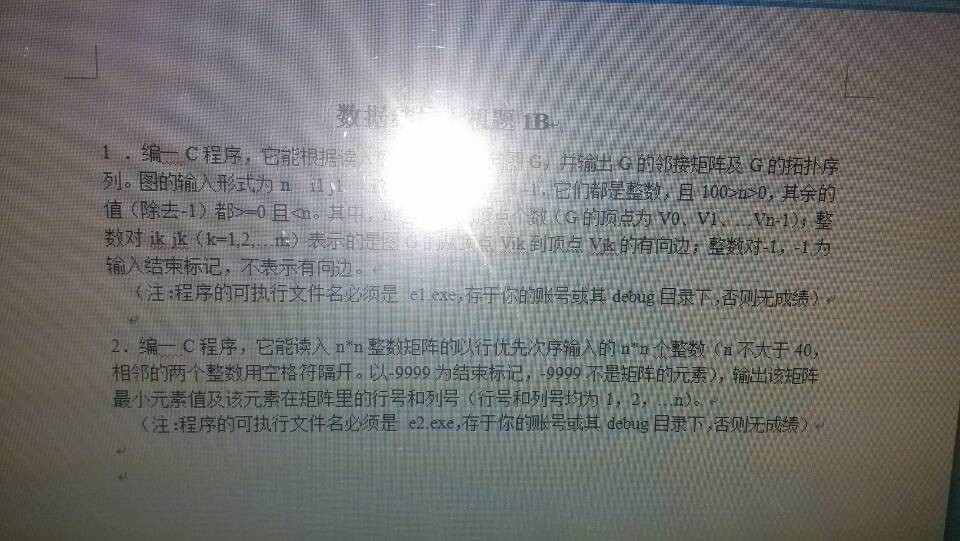 数据 机题 1B
1．编一 C 程序，它能根据读入 图 G，并输出 G 的邻接矩阵及 G 的拓扑序
列。图的输入形式为 n i1 j1 -1，它们都是整数，且 100>n>0，其余的
值（除去-1）都>=0 且<n。其中， 顶点个数（G 的顶点为 V0、V1、…Vn-1）；整
数对 ik jk（k=1,2,…n:）表示的是图 G 的从顶点 Vik 到顶点 Vjk 的有向边；整数对-1，-1 为
输入结束标记，不表示有向边。
（注:程序的可执行文件名必须是 e1.exe,存于你的账号或其 debug 目录下,否则无成绩）
2．编一 C 程序，它能读入 n*n 整数矩阵的以行优先次序输入的 n*n 个整数（n 不大于 40，
相邻的两个整数用空格符隔开。以-9999 为结束标记，-9999 不是矩阵的元素），输出该矩阵
最小元素值及该元素在矩阵里的行号和列号（行号和列号均为 1，2，…n）。
（注:程序的可执行文件名必须是 e2.exe,存于你的账号或其 debug 目录下,否则无成绩）